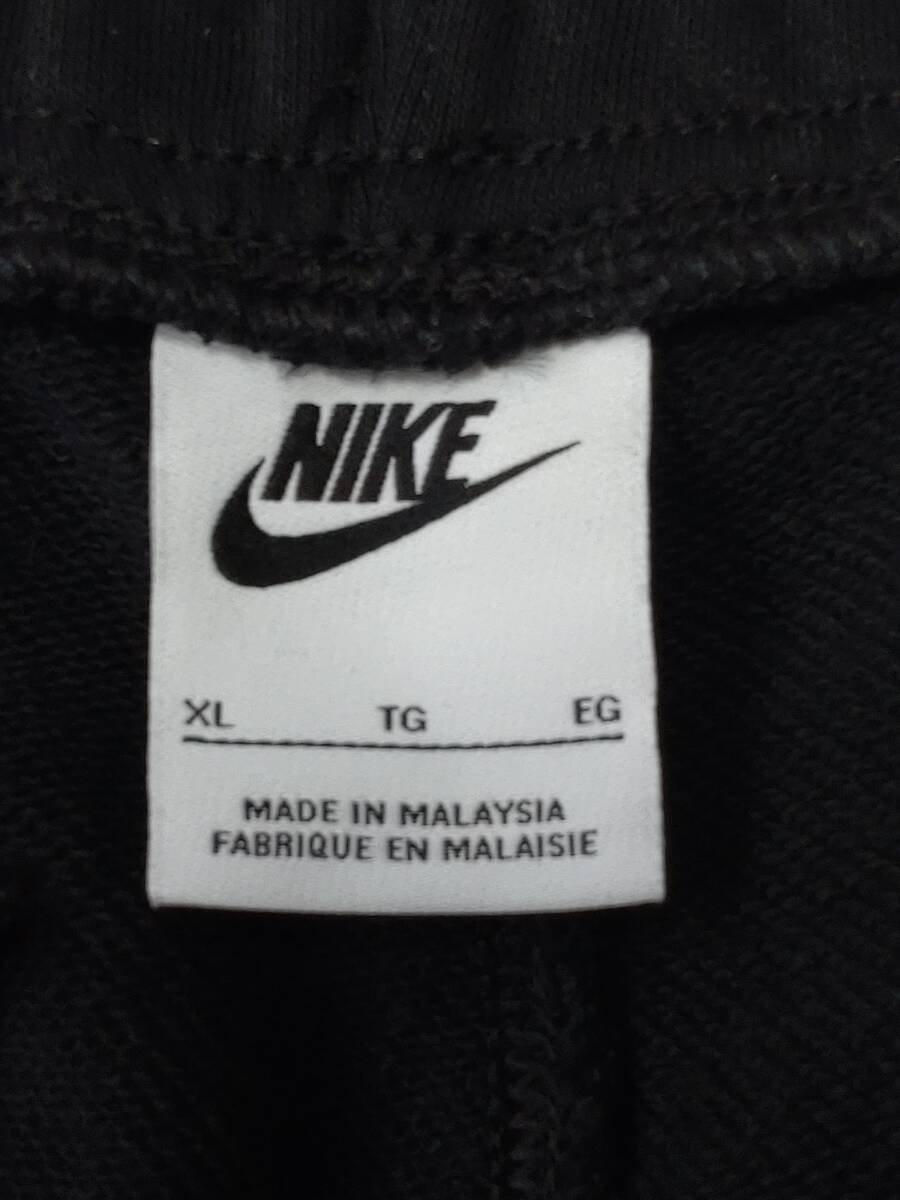 NIKE
XL TG EG
MADE IN MALAYSIA
FABRIQUE EN MALAISIE